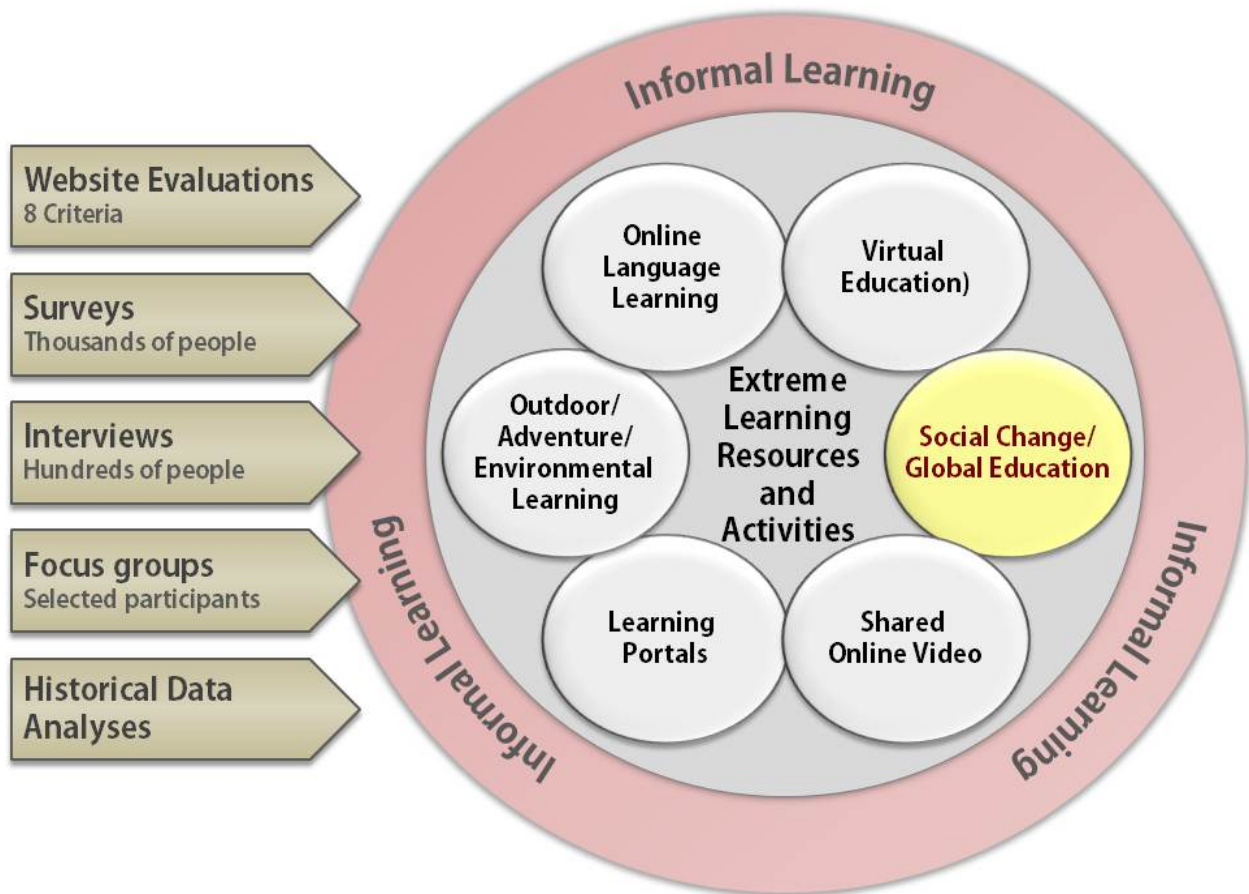 Informal Learning
Website Evaluations
8 Criteria
Surveys
Thousands of people
Interviews
Hundreds of people
Focus groups
Selected participants
Historical Data
Analyses
Online
Language
Learning
Virtual
Education)
Outdoor/
Adventure/
Environmental
Learning
Extreme
Learning
Resources
and
Activities
Social Change/
Global Education
Learning
Portals
Shared
Online Video
Informal Learning
Informal Learning